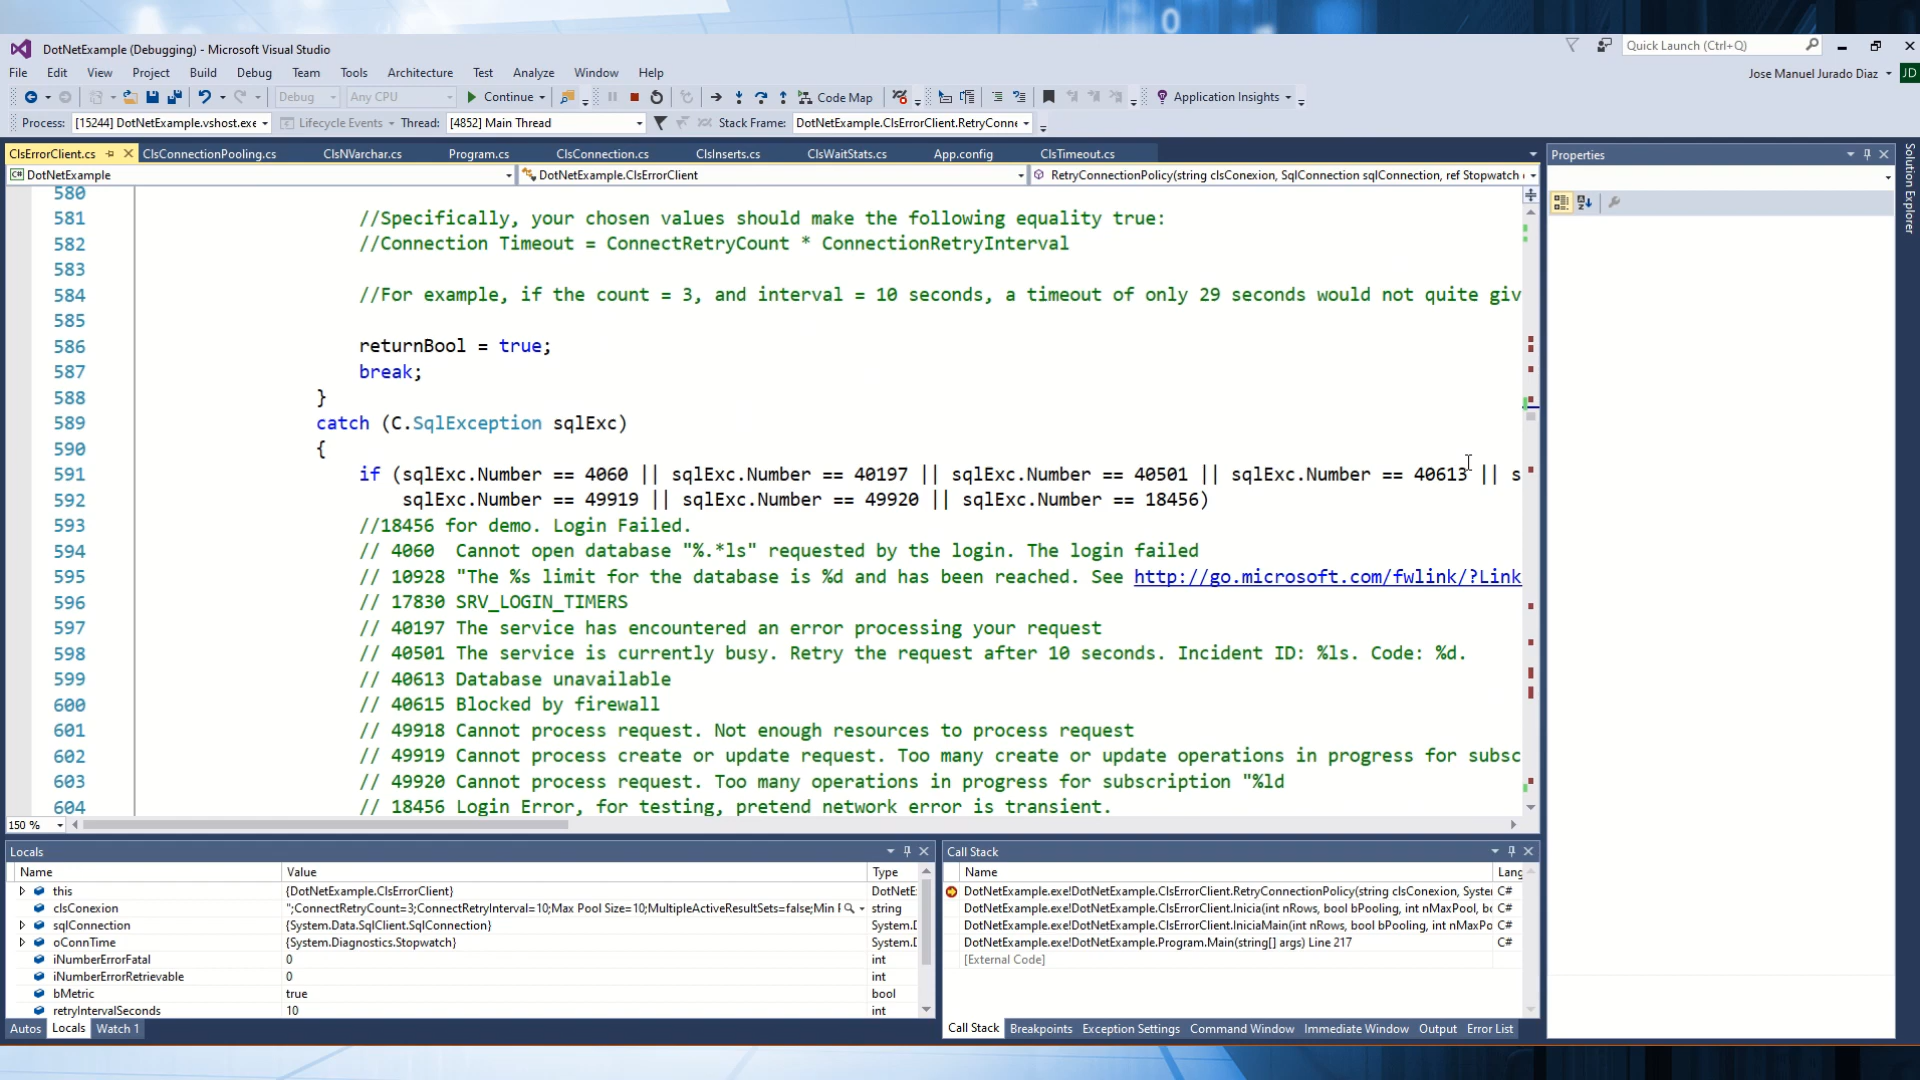 DotNetExample (Debugging) - Microsoft Visual Studio
Quick Launch (Ctrl+Q)
File Edit View Project Build Debug Team Tools Architecture Test Analyze Window Help
Jose Manuel Jurado Diaz JD
Debug Any CPU Continue Code Map Application Insights
Process: [15244] DotNetExample.vshost.exe Lifecycle Events Thread: [4852] Main Thread Stack Frame: DotNetExample.ClsErrorClient.RetryConne
ClsErrorClient.cs ClsConnectionPooling.cs ClsNVarchar.cs Program.cs ClsConnection.cs ClsInserts.cs ClsWaitStats.cs App.config ClsTimeout.cs
Properties
Solution Explorer
C# DotNetExample DotNetExample.ClsErrorClient RetryConnectionPolicy(string clsConexion, SqlConnection sqlConnection, ref Stopwatch
580
581 //Specifically, your chosen values should make the following equality true:
582 //Connection Timeout = ConnectRetryCount * ConnectionRetryInterval
583
584 //For example, if the count = 3, and interval = 10 seconds, a timeout of only 29 seconds would not quite giv
585
586 returnBool = true;
587 break;
588 }
589 catch (C.SqlException sqlExc)
590 {
591 if (sqlExc.Number == 4060 || sqlExc.Number == 40197 || sqlExc.Number == 40501 || sqlExc.Number == 40613 || s
592 sqlExc.Number == 49919 || sqlExc.Number == 49920 || sqlExc.Number == 18456)
593 //18456 for demo. Login Failed.
594 // 4060 Cannot open database "%.*ls" requested by the login. The login failed
595 // 10928 "The %s limit for the database is %d and has been reached. See http://go.microsoft.com/fwlink/?Link
596 // 17830 SRV_LOGIN_TIMERS
597 // 40197 The service has encountered an error processing your request
598 // 40501 The service is currently busy. Retry the request after 10 seconds. Incident ID: %ls. Code: %d.
599 // 40613 Database unavailable
600 // 40615 Blocked by firewall
601 // 49918 Cannot process request. Not enough resources to process request
602 // 49919 Cannot process create or update request. Too many create or update operations in progress for subsc
603 // 49920 Cannot process request. Too many operations in progress for subscription "%ld
604 // 18456 Login Error, for testing, pretend network error is transient.
150 %
Locals
Name Value Type
this {DotNetExample.ClsErrorClient} DotNetE
clsConexion ";ConnectRetryCount=3;ConnectRetryInterval=10;Max Pool Size=10;MultipleActiveResultSets=false;Min string
sqlConnection {System.Data.SqlClient.SqlConnection} System.D
oConnTime {System.Diagnostics.Stopwatch} System.D
iNumberErrorFatal 0 int
iNumberErrorRetrievable 0 int
bMetric true bool
retryIntervalSeconds 10 int
Autos Locals Watch 1
Call Stack
Name Lang
DotNetExample.exe!DotNetExample.ClsErrorClient.RetryConnectionPolicy(string clsConexion, System C#
DotNetExample.exe!DotNetExample.ClsErrorClient.Inicia(int nRows, bool bPooling, int nMaxPool, bo C#
DotNetExample.exe!DotNetExample.ClsErrorClient.IniciaMain(int nRows, bool bPooling, int nMaxPo C#
DotNetExample.exe!DotNetExample.Program.Main(string[] args) Line 217 C#
[External Code]
Call Stack Breakpoints Exception Settings Command Window Immediate Window Output Error List